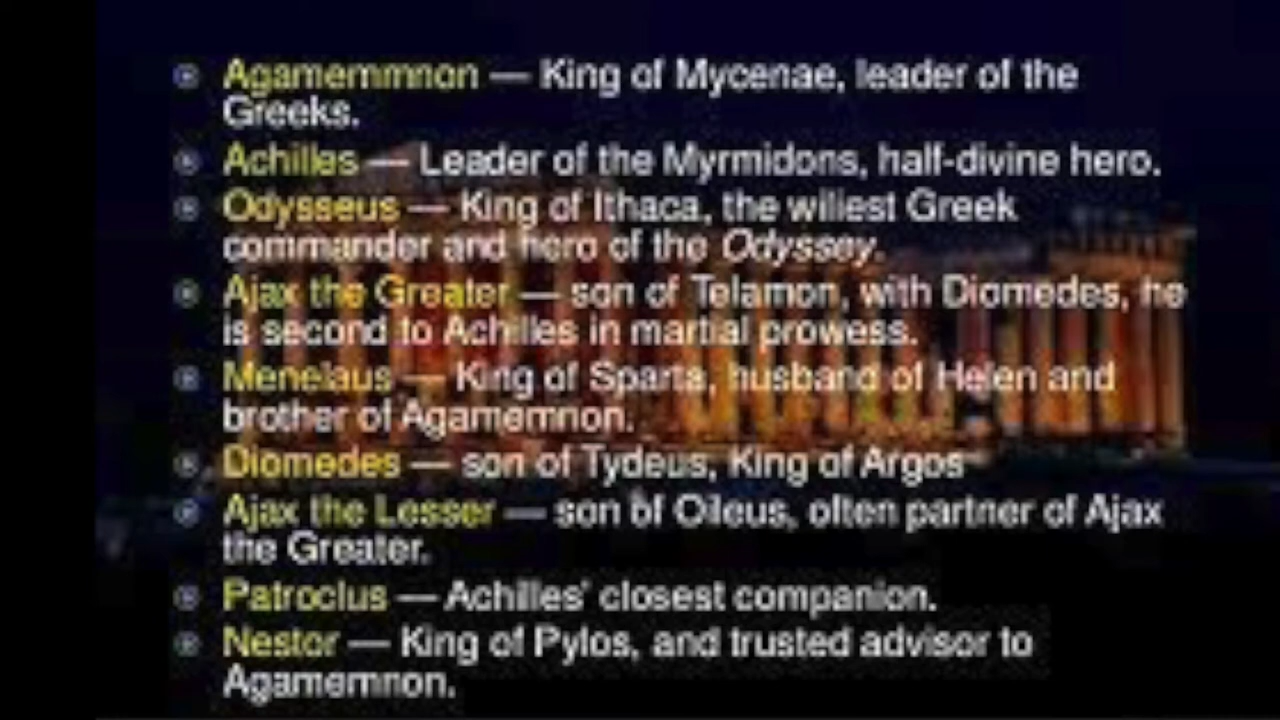 Agamemmnon — King of Mycenae, leader of the
Greeks.
Achilles — Leader of the Myrmidons, half-divine hero.
Odysseus — King of Ithaca, the wiliest Greek
commander and hero of the Odyssey.
Ajax the Greater — son of Telamon, with Diomedes, he
is second to Achilles in martial prowess.
Menelaus — King of Sparta, husband of Helen and
brother of Agamemnon.
Diomedes — son of Tydeus, King of Argos
Ajax the Lesser — son of Oileus, often partner of Ajax
the Greater.
Patroclus — Achilles' closest companion.
Nestor — King of Pylos, and trusted advisor to
Agamemnon.